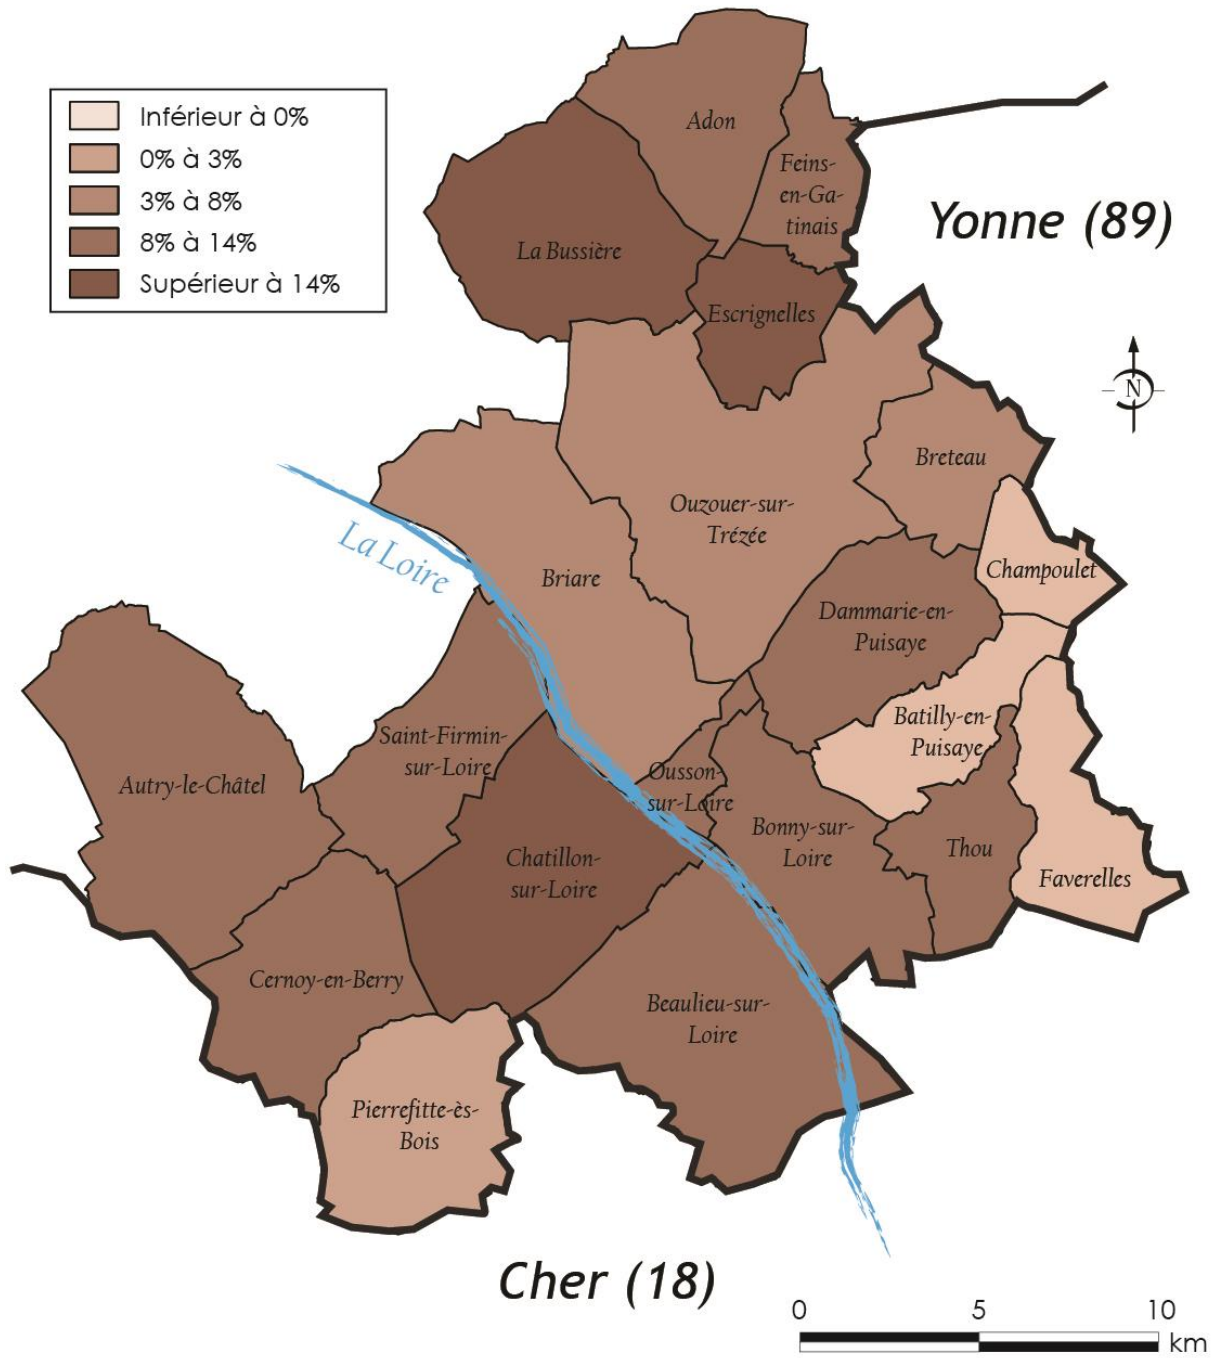 Inférieur à 0%
0% à 3%
3% à 8%
8% à 14%
Supérieur à 14%
Adon
Feins-
en-Ga-
tinais
Yonne (89)
La Bussière
Escrignelles
N
Breteau
Ouzouer-sur-
Trézée
La Loire
Briare
Champoulet
Dammarie-en-
Puisaye
Batilly-en-
Puisaye
Saint-Firmin-
sur-Loire
Autry-le-Châtel
Ousson-
sur-Loire
Bonny-sur-
Loire
Thou
Faverelles
Chatillon-
sur-Loire
Cernoy-en-Berry
Beaulieu-sur-
Loire
Pierrefitte-ès-
Bois
Cher (18)
0 5 10
km